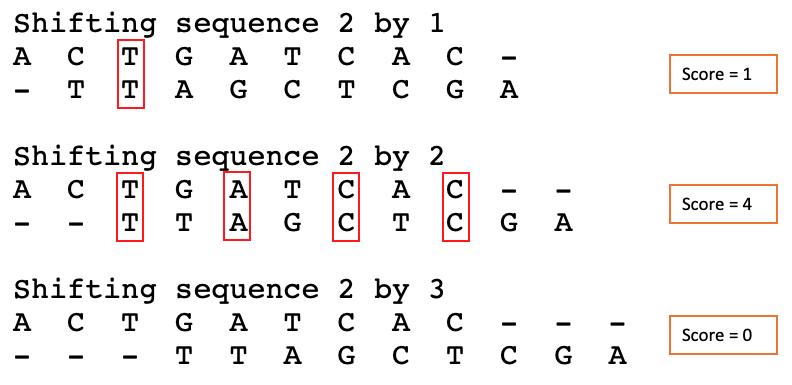 Shifting sequence 2 by 1
A C T G A T C A C –
– T T A G C T C G A
Score = 1
Shifting sequence 2 by 2
A C T G A T C A C – –
– – T T A G C T C G A
Score = 4
Shifting sequence 2 by 3
A C T G A T C A C – – –
– – – T T A G C T C G A
Score = 0